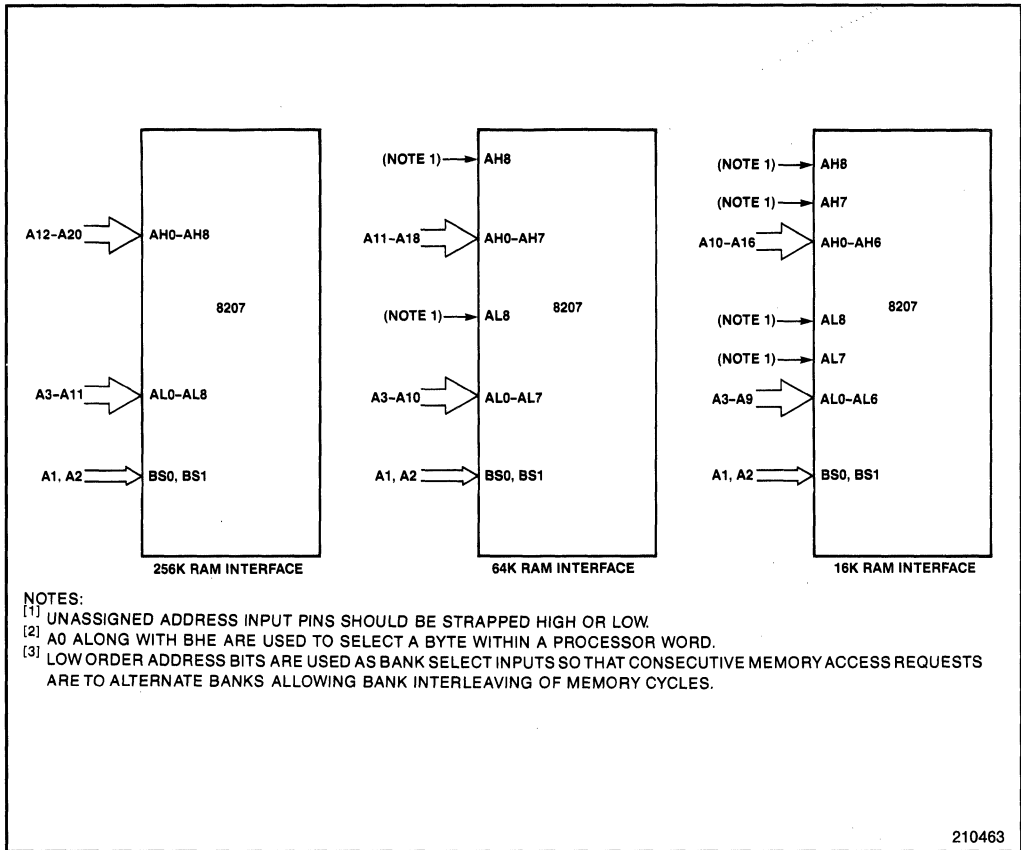 A12–A20
AH0–AH8
8207
A3–A11
AL0–AL8
A1, A2
BS0, BS1
256K RAM INTERFACE
(NOTE 1)
AH8
A11–A18
AH0–AH7
(NOTE 1)
AL8
8207
A3–A10
AL0–AL7
A1, A2
BS0, BS1
64K RAM INTERFACE
(NOTE 1)
AH8
(NOTE 1)
AH7
A10–A16
AH0–AH6
8207
(NOTE 1)
AL8
(NOTE 1)
AL7
A3–A9
AL0–AL6
A1, A2
BS0, BS1
16K RAM INTERFACE
NOTES:
[1] UNASSIGNED ADDRESS INPUT PINS SHOULD BE STRAPPED HIGH OR LOW.
[2] A0 ALONG WITH BHE ARE USED TO SELECT A BYTE WITHIN A PROCESSOR WORD.
[3] LOW ORDER ADDRESS BITS ARE USED AS BANK SELECT INPUTS SO THAT CONSECUTIVE MEMORY ACCESS REQUESTS
ARE TO ALTERNATE BANKS ALLOWING BANK INTERLEAVING OF MEMORY CYCLES.
210463